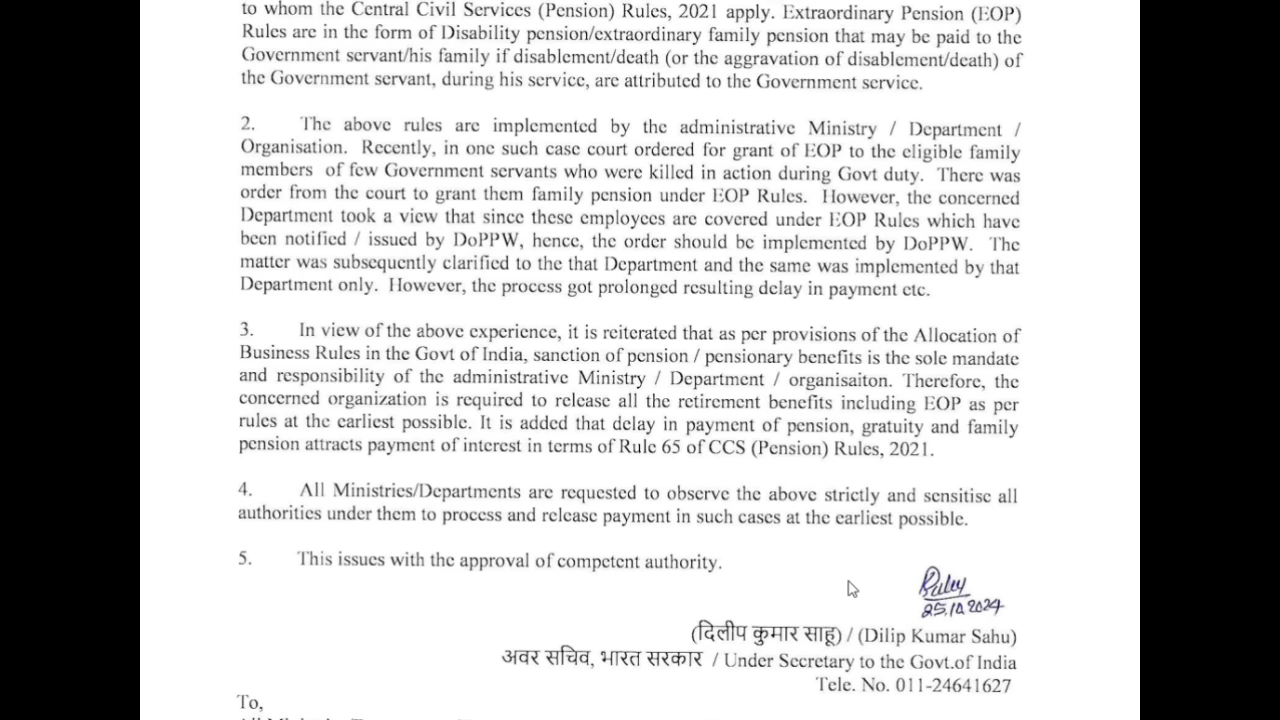 to whom the Central Civil Services (Pension) Rules, 2021 apply. Extraordinary Pension (EOP)
Rules are in the form of Disability pension/extraordinary family pension that may be paid to the
Government servant/his family if disablement/death (or the aggravation of disablement/death) of
the Government servant, during his service, are attributed to the Government service.
2. The above rules are implemented by the administrative Ministry / Department /
Organisation. Recently, in one such case court ordered for grant of EOP to the eligible family
members of few Government servants who were killed in action during Govt duty. There was
order from the court to grant them family pension under EOP Rules. However, the concerned
Department took a view that since these employees are covered under EOP Rules which have
been notified / issued by DoPPW, hence, the order should be implemented by DoPPW. The
matter was subsequently clarified to the that Department and the same was implemented by that
Department only. However, the process got prolonged resulting delay in payment etc.
3. In view of the above experience, it is reiterated that as per provisions of the Allocation of
Business Rules in the Govt of India, sanction of pension / pensionary benefits is the sole mandate
and responsibility of the administrative Ministry / Department / organisaiton. Therefore, the
concerned organization is required to release all the retirement benefits including EOP as per
rules at the earliest possible. It is added that delay in payment of pension, gratuity and family
pension attracts payment of interest in terms of Rule 65 of CCS (Pension) Rules, 2021.
4. All Ministries/Departments are requested to observe the above strictly and sensitise all
authorities under them to process and release payment in such cases at the earliest possible.
5. This issues with the approval of competent authority.
25.10.2024
(दिलीप कुमार साहू) / (Dilip Kumar Sahu)
अवर सचिव, भारत सरकार / Under Secretary to the Govt.of India
Tele. No. 011-24641627
To,